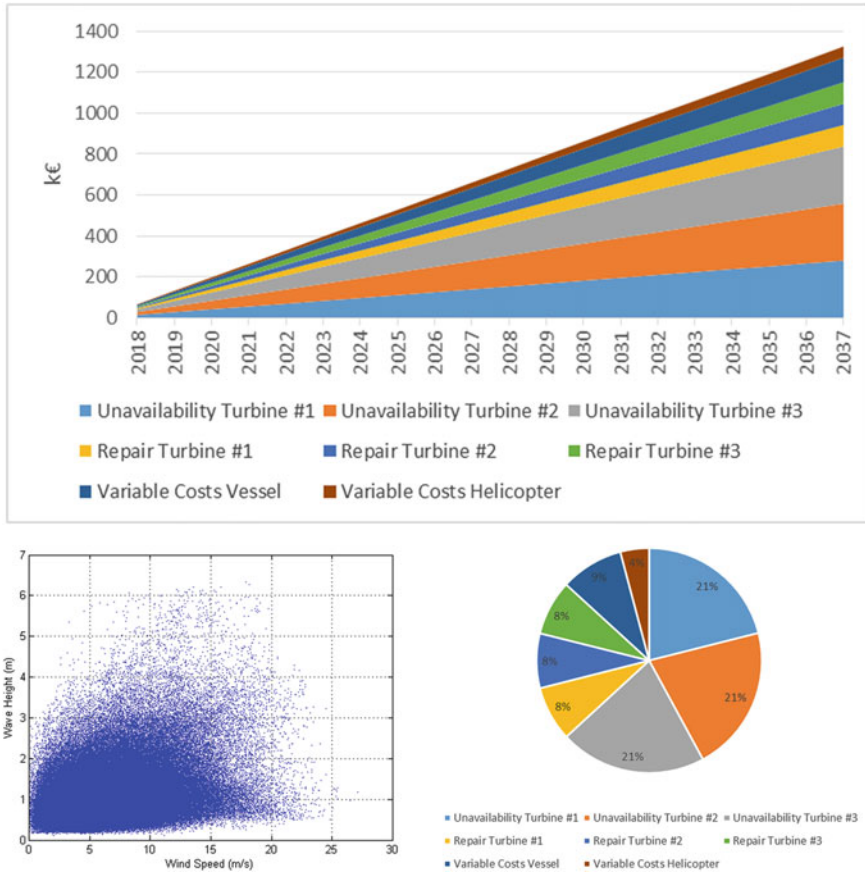 1400
1200
1000
800
600
400
200
0
k€
2018 2019 2020 2021 2022 2023 2024 2025 2026 2027 2028 2029 2030 2031 2032 2033 2034 2035 2036 2037
Unavailability Turbine #1 Unavailability Turbine #2 Unavailability Turbine #3
Repair Turbine #1 Repair Turbine #2 Repair Turbine #3
Variable Costs Vessel Variable Costs Helicopter
7
6
5
4
3
2
1
0
Wave Height (m)
0 5 10 15 20 25 30
Wind Speed (m/s)
4%
9%
21%
8%
8%
8%
21%
21%
Unavailability Turbine #1 Unavailability Turbine #2 Unavailability Turbine #3
Repair Turbine #1 Repair Turbine #2 Repair Turbine #3
Variable Costs Vessel Variable Costs Helicopter